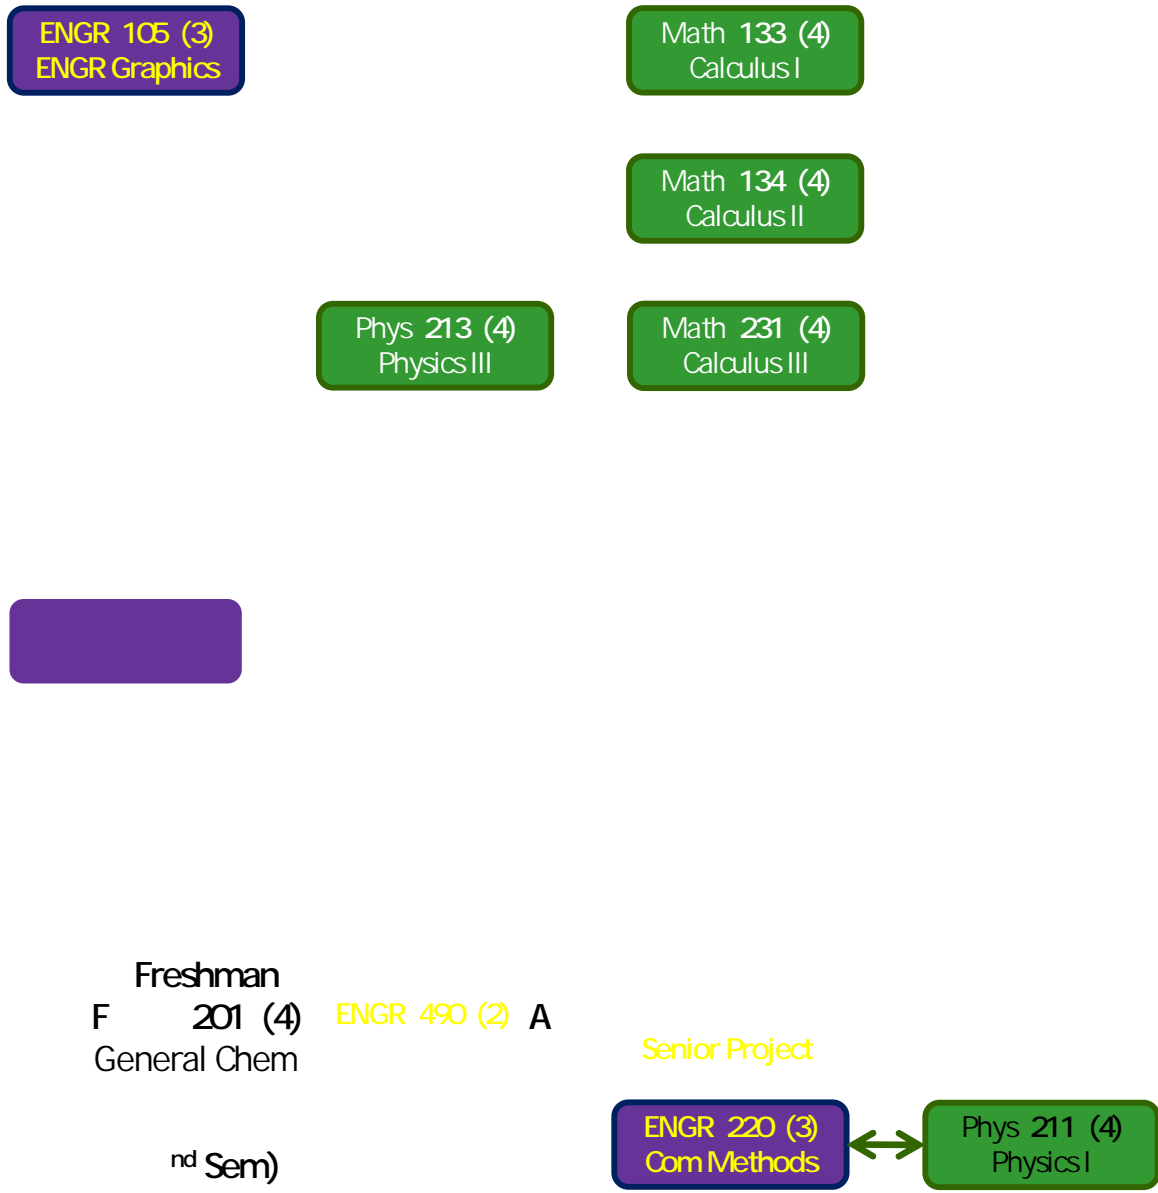 ENGR 105 (3)
ENGR Graphics
Math 133 (4)
Calculus I
Math 134 (4)
Calculus II
Phys 213 (4)
Physics III
Math 231 (4)
Calculus III
Freshman
F 201 (4) ENGR 490 (2) A
General Chem
Senior Project
ENGR 220 (3)
Com Methods
Phys 211 (4)
Physics I
nd Sem)